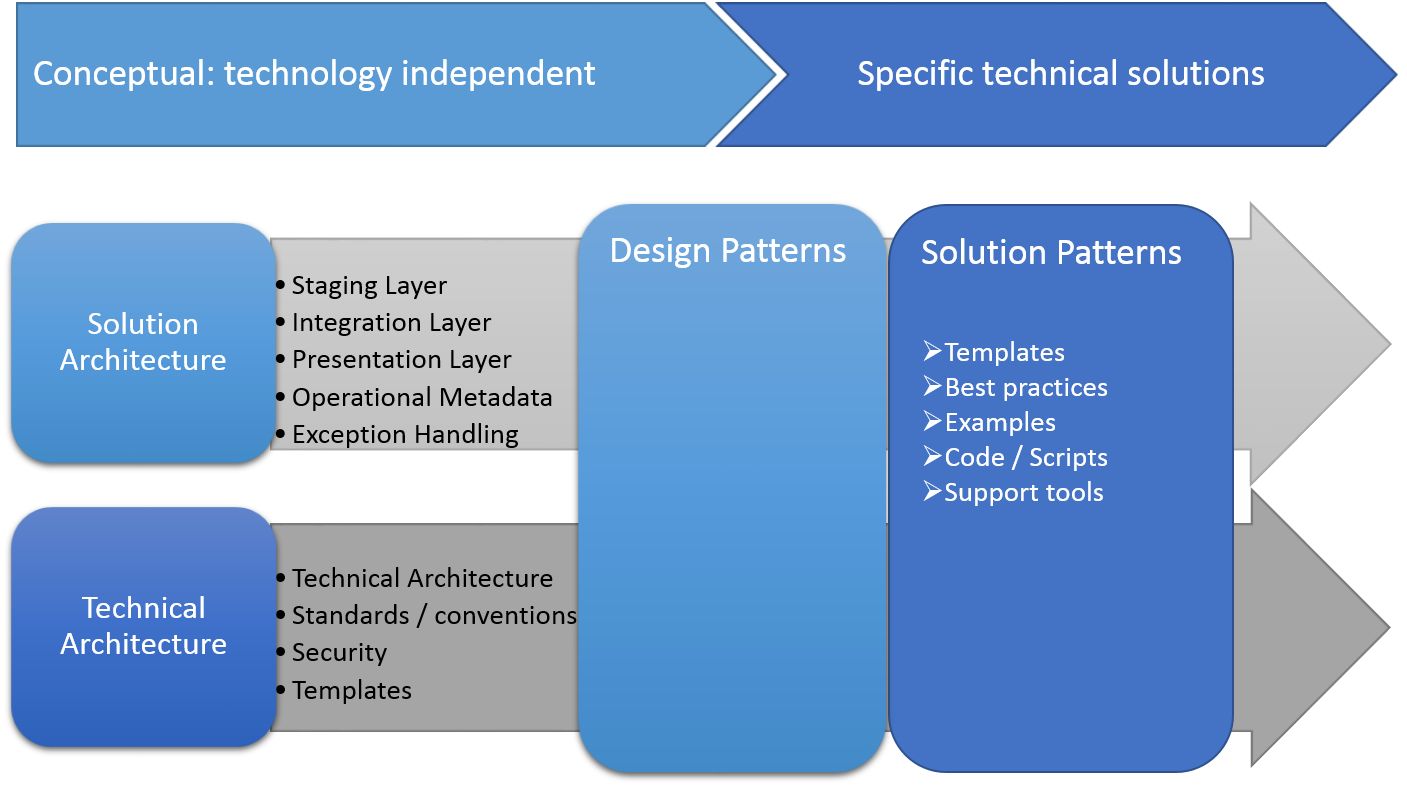 Conceptual: technology independent
Specific technical solutions
Solution
Architecture
• Staging Layer
• Integration Layer
• Presentation Layer
• Operational Metadata
• Exception Handling
Design Patterns
Solution Patterns
➢Templates
➢Best practices
➢Examples
➢Code / Scripts
➢Support tools
Technical
Architecture
• Technical Architecture
• Standards / conventions
• Security
• Templates